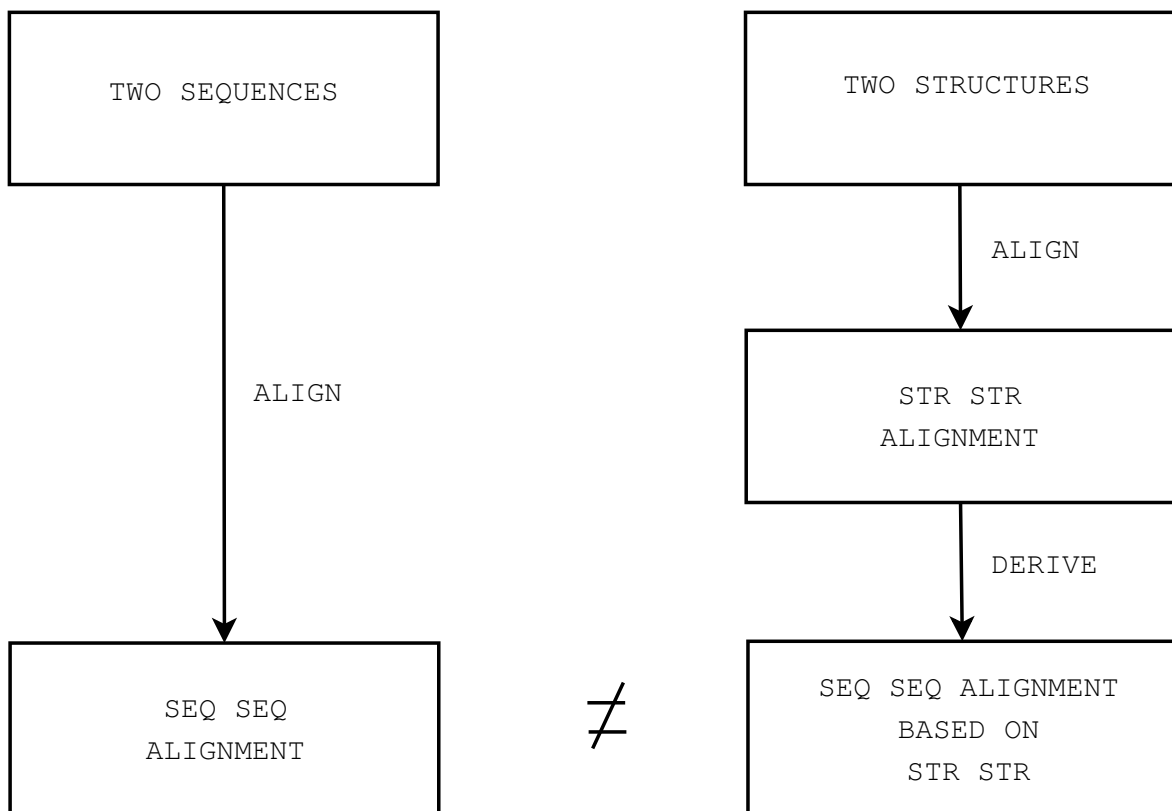 TWO SEQUENCES
TWO STRUCTURES
ALIGN
ALIGN
STR STR
ALIGNMENT
DERIVE
SEQ SEQ
ALIGNMENT
≠
SEQ SEQ ALIGNMENT
BASED ON
STR STR